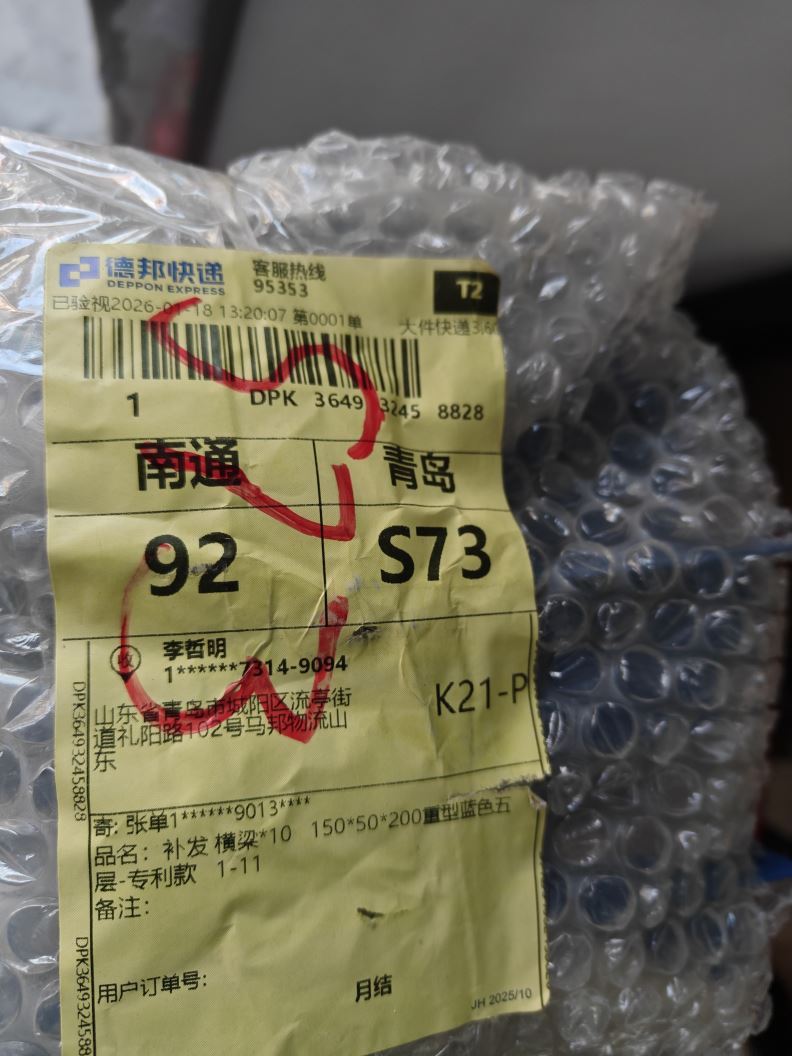 德邦快递
DEPPON EXPRESS
客服热线
95353
T2
已验视2026-01-18 13:20:07 第0001单
大件快递3.60
1
DPK 3649 3245 8828
南通
青岛
92
S73
收
李哲明
1******7314-9094
山东省青岛市城阳区流亭街
道礼阳路102号马邦物流山
东
K21-P
DPK364932458828
寄: 张单1******9013****
品名: 补发 横梁*10 150*50*200重型蓝色五
层-专利款 1-11
备注:
用户订单号:
月结
JH 2025/10